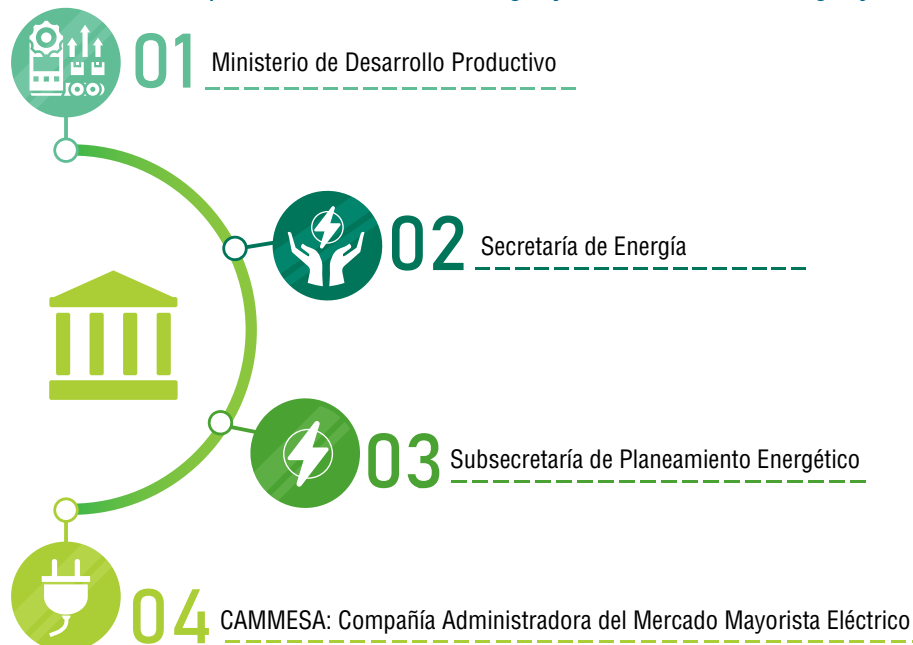 01 Ministerio de Desarrollo Productivo
02 Secretaría de Energía
03 Subsecretaría de Planeamiento Energético
04 CAMMESA: Compañía Administradora del Mercado Mayorista Eléctrico